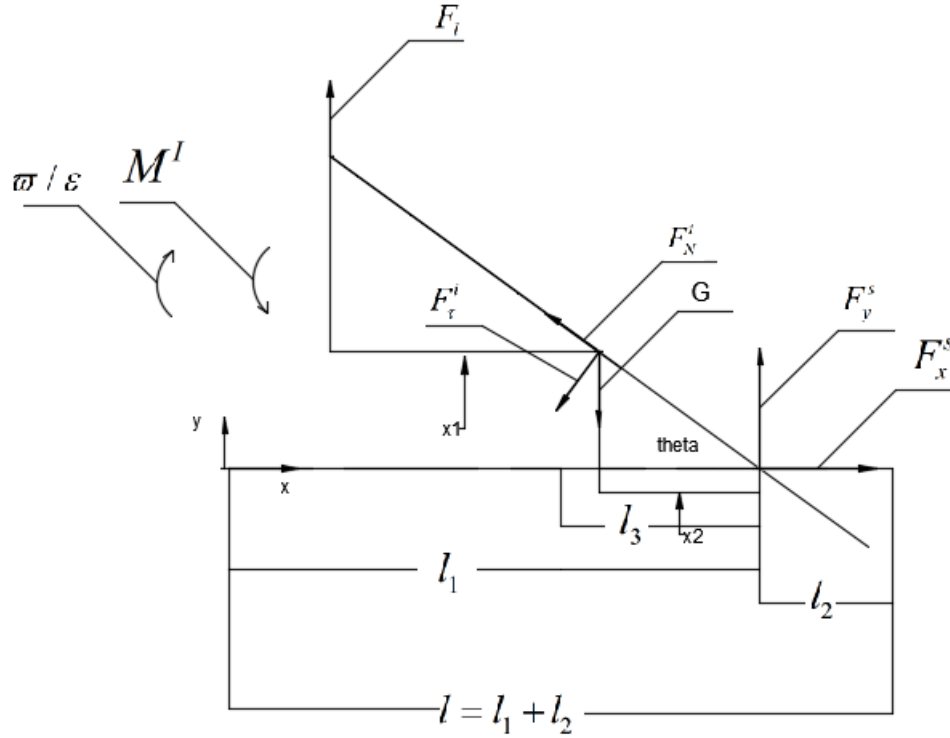 F_i
ϖ / ε
M^I
F_N^i
G
F_τ^i
F_y^s
F_x^s
x1
y
theta
x
l_3
x2
l_1
l_2
l = l_1 + l_2